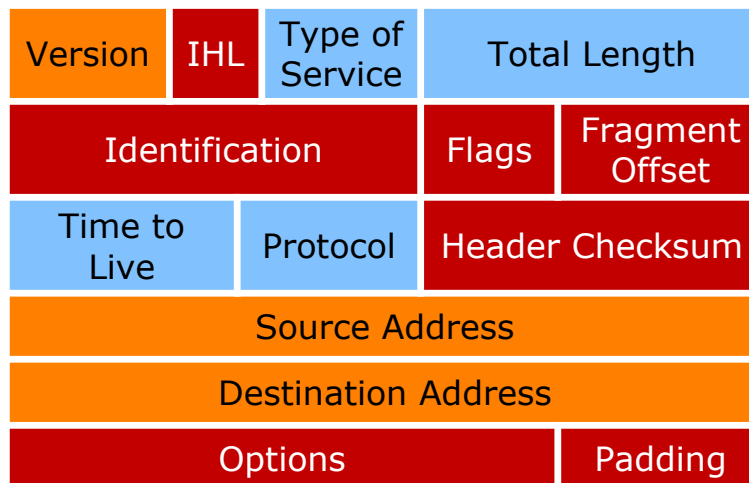 Version IHL Type of Service Total Length
Identification Flags Fragment Offset
Time to Live Protocol Header Checksum
Source Address
Destination Address
Options Padding